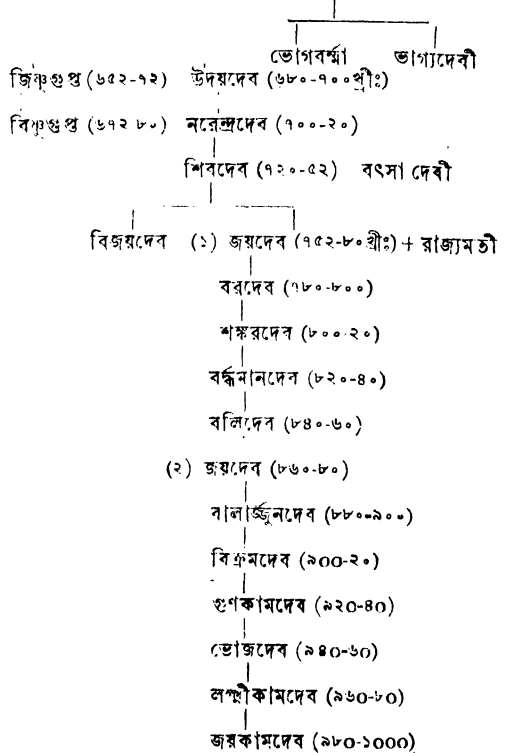 ভোগবর্ম্মা ভাগ্যদেবী
জিষ্ণুগুপ্ত (৬৫২-৭২) উদয়দেব (৬৮০-৭০০খ্রীঃ)
বিষ্ণুগুপ্ত (৬৭২ ৮০) নরেন্দ্রদেব (৭০০-২০)
শিবদেব (৭২০-৫২) বৎসা দেবী
বিজয়দেব (১) জয়দেব (৭৫২-৮০খ্রীঃ) + রাজ্যমতী
বরদেব (৭৮০-৮০০)
শঙ্করদেব (৮০০-২০)
বর্দ্ধমানদেব (৮২০-৪০)
বলিদেব (৮৪০-৬০)
(২) জয়দেব (৮৬০-৮০)
বালার্জ্জুনদেব (৮৮০-৯০০)
বিক্রমদেব (৯০০-২০)
গুণকামদেব (৯২০-৪০)
ভোজদেব (৯৪০-৬০)
লক্ষ্মীকামদেব (৯৬০-৮০)
জয়কামদেব (৯৮০-১০০০)